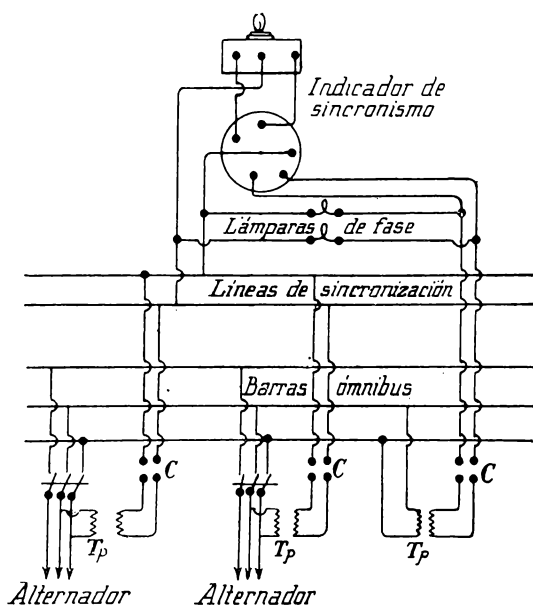 Indicador de
sincronismo
Lámparas de fase
Líneas de sincronización
Barras ómnibus
C C C
Tp Tp Tp
Alternador Alternador